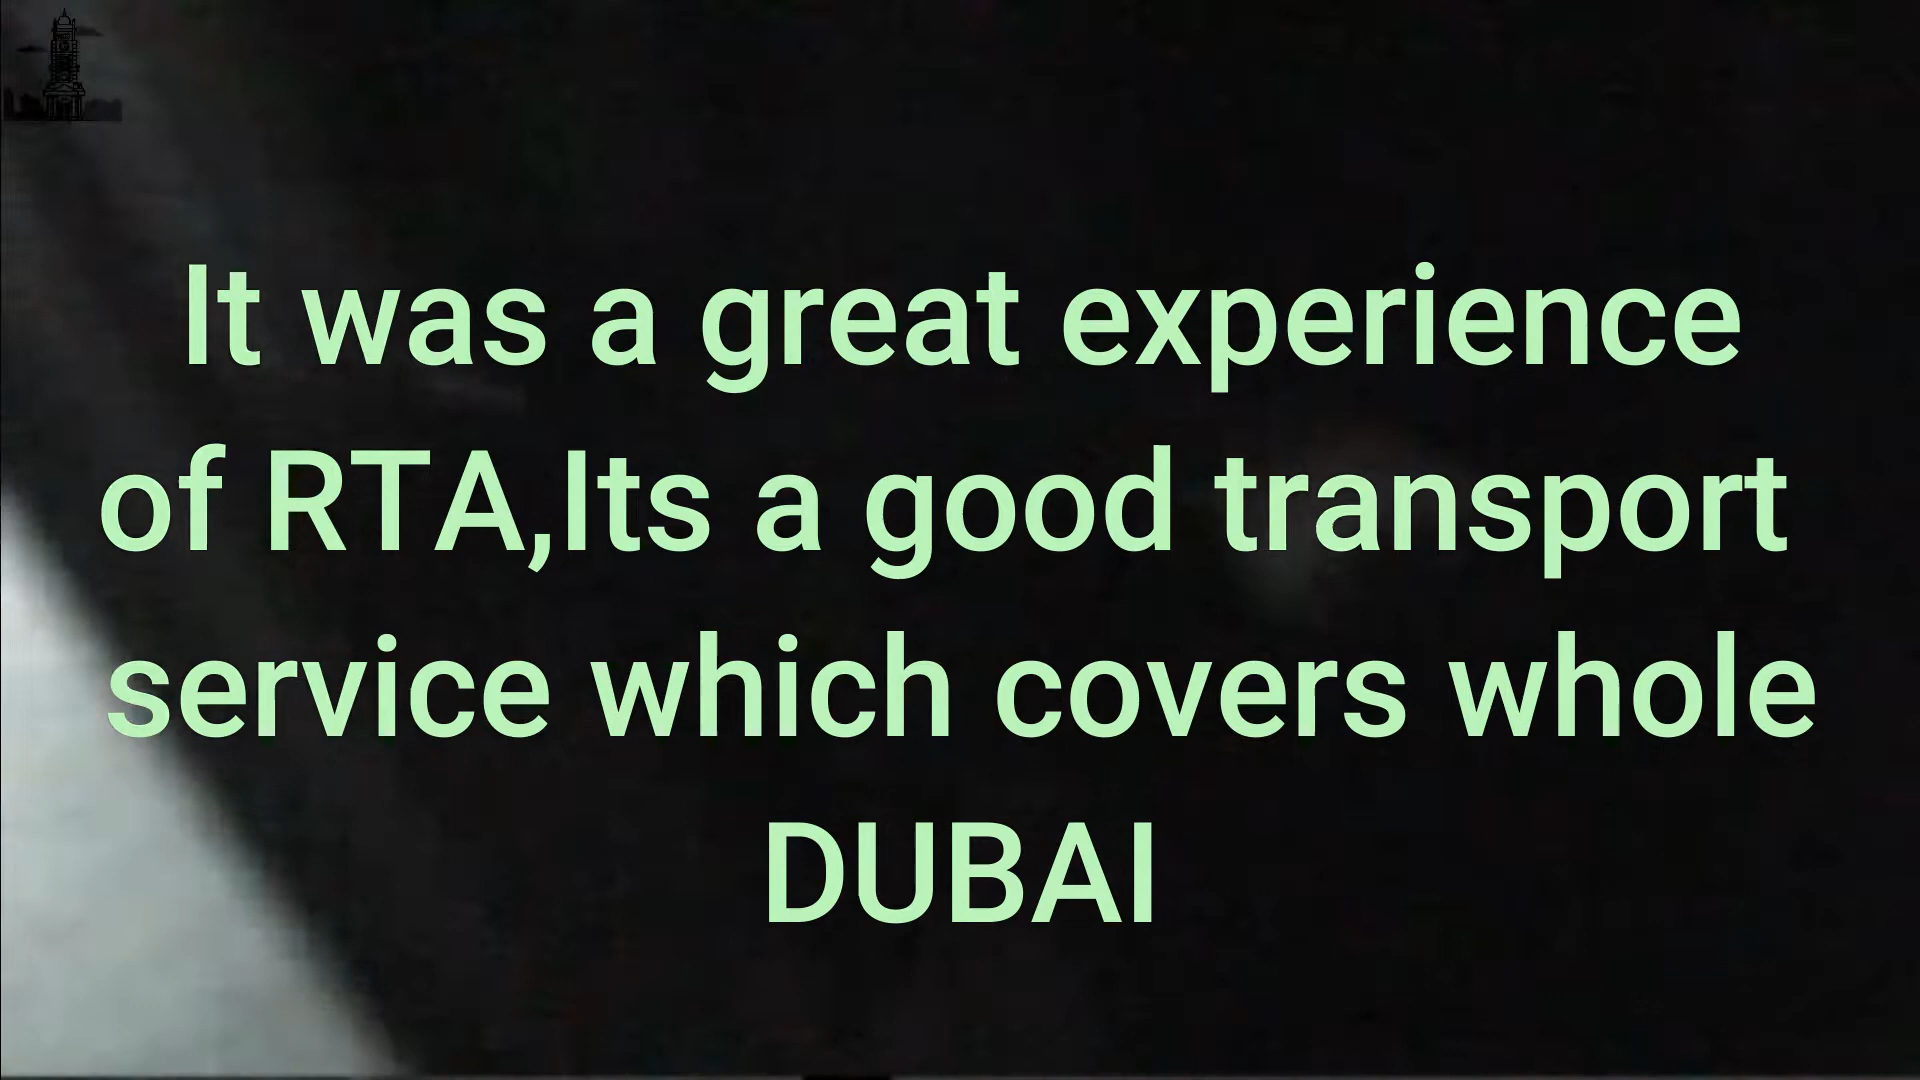 It was a great experience
of RTA,Its a good transport
service which covers whole
DUBAI